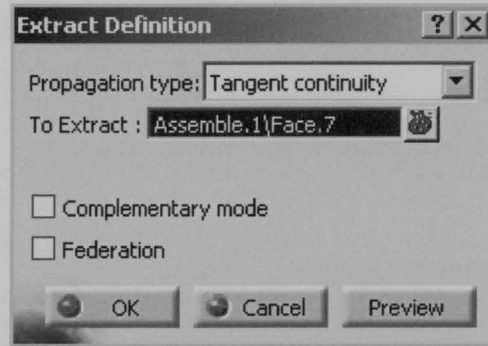 Extract Definition ? X
Propagation type: Tangent continuity
To Extract : Assemble.1\Face.7
Complementary mode
Federation
OK Cancel Preview